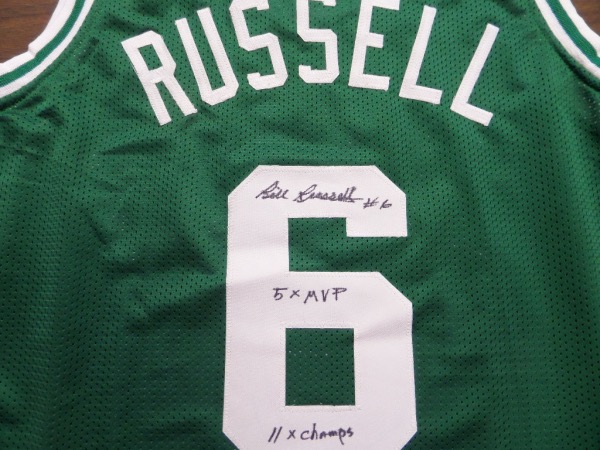 RUSSELL
Bill Russell #6
6
5 x MVP
11 x champs